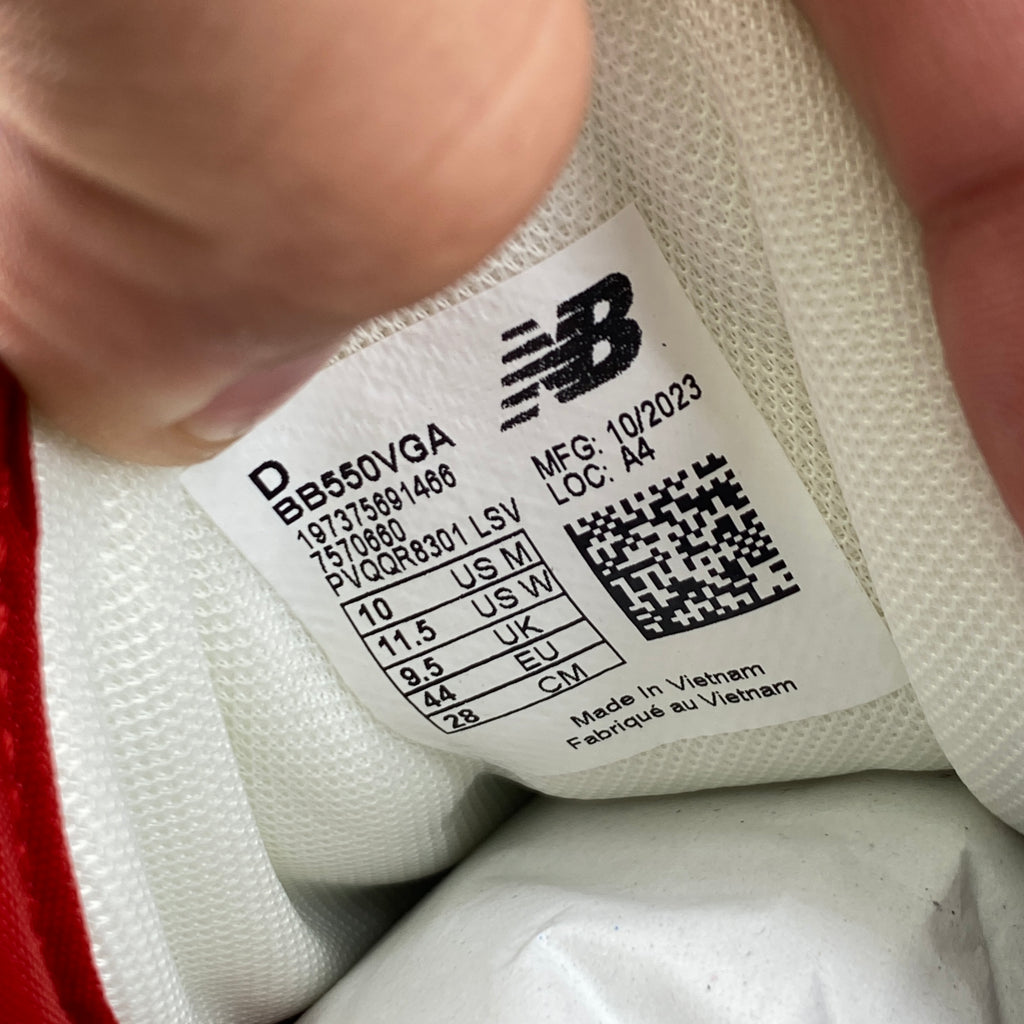 NB
D
BB550VGA
197375691466
7570660
PVQQR8301 LSV
10 US M
11.5 US W
9.5 UK
44 EU
28 CM
MFG: 10/2023
LOC: A4
Made In Vietnam
Fabriqué au Vietnam